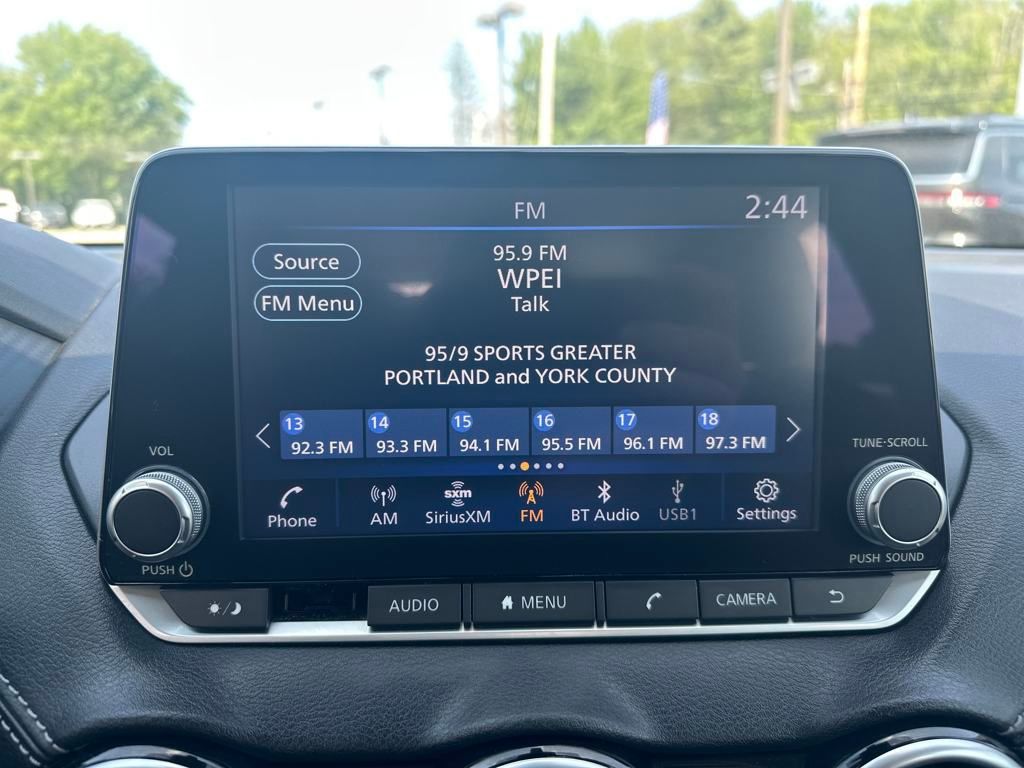 FM 2:44
Source
FM Menu
95.9 FM
WPEI
Talk
95/9 SPORTS GREATER
PORTLAND and YORK COUNTY
13 14 15 16 17 18
92.3 FM 93.3 FM 94.1 FM 95.5 FM 96.1 FM 97.3 FM
sxm
Phone AM SiriusXM FM BT Audio USB1 Settings
VOL
PUSH
TUNE·SCROLL
PUSH SOUND
AUDIO MENU CAMERA